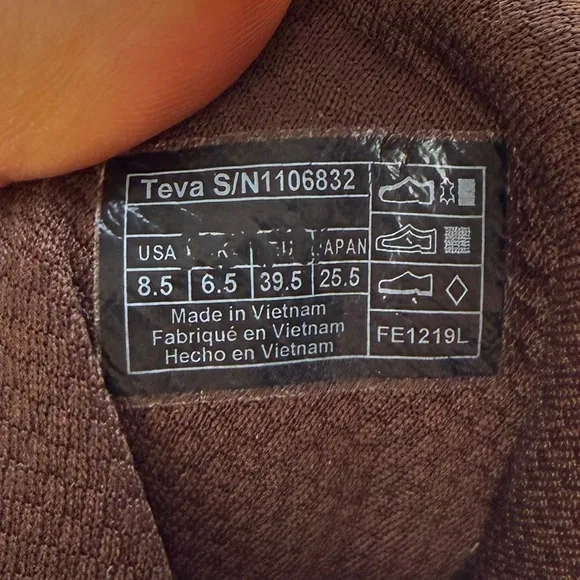 Teva S/N1106832
USA JAPAN
8.5 6.5 39.5 25.5
Made in Vietnam
Fabriqué en Vietnam
Hecho en Vietnam
FE1219L